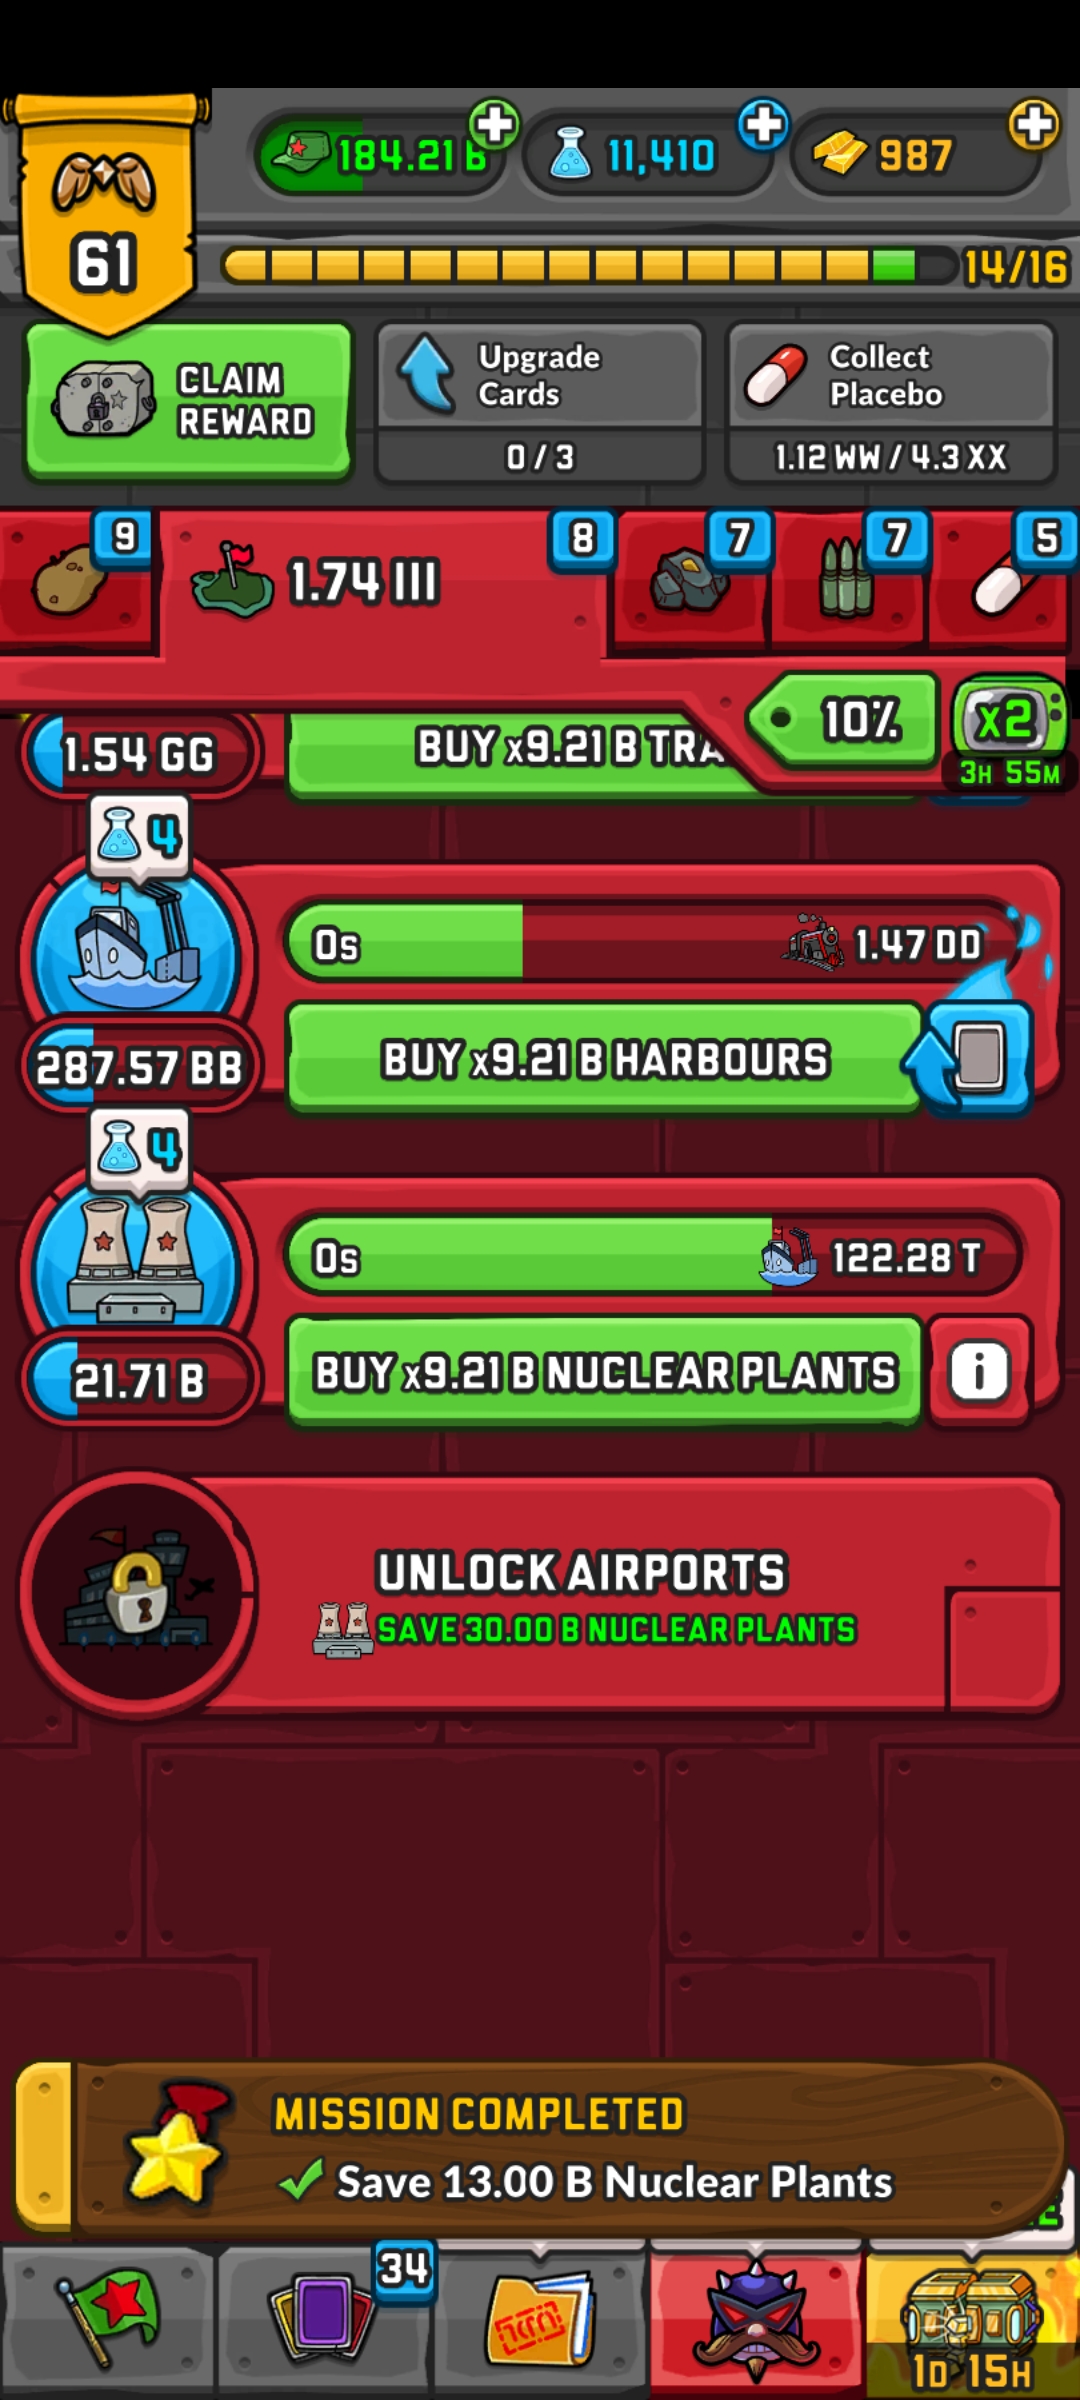 184.21 B
11,410
987
61
14/16
CLAIM
REWARD
Upgrade
Cards
0 / 3
Collect
Placebo
1.12 WW / 4.3 XX
9
1.74 III
8
7
7
5
10%
x2
3H 55M
1.54 GG
BUY x9.21 B TRA
4
0s
1.47 DD
287.57 BB
BUY x9.21 B HARBOURS
4
0s
122.28 T
21.71 B
BUY x9.21 B NUCLEAR PLANTS
i
UNLOCK AIRPORTS
SAVE 30.00 B NUCLEAR PLANTS
MISSION COMPLETED
Save 13.00 B Nuclear Plants
34
1D 15H